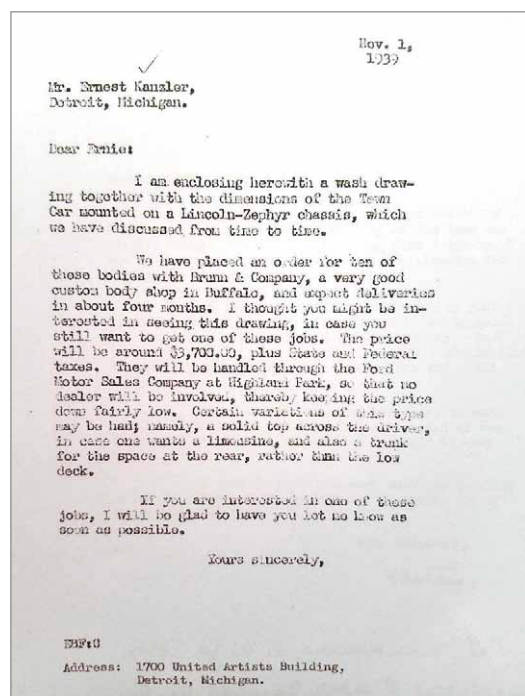 Nov. 1,
1939
Mr. Ernest Kanzler,
Detroit, Michigan.
Dear Ernie:
I am enclosing herewith a wash draw-
ing together with the dimensions of the Town
Car mounted on a Lincoln-Zephyr chassis, which
we have discussed from time to time.
We have placed an order for ten of
these bodies with Brunn & Company, a very good
custom body shop in Buffalo, and expect deliveries
in about four months. I thought you might be in-
terested in seeing this drawing, in case you
still want to get one of these jobs. The price
will be around $3,700.00, plus State and Federal
taxes. They will be handled through the Ford
Motor Sales Company at Highland Park, so that no
dealer will be involved, thereby keeping the price
down fairly low. Certain variations of this type
may be had; namely, a solid top across the driver,
in case one wants a limousine, and also a trunk
for the space at the rear, rather than the low
deck.
If you are interested in one of these
jobs, I will be glad to have you let me know as
soon as possible.
Yours sincerely,
EBF:C
Address: 1700 United Artists Building,
Detroit, Michigan.